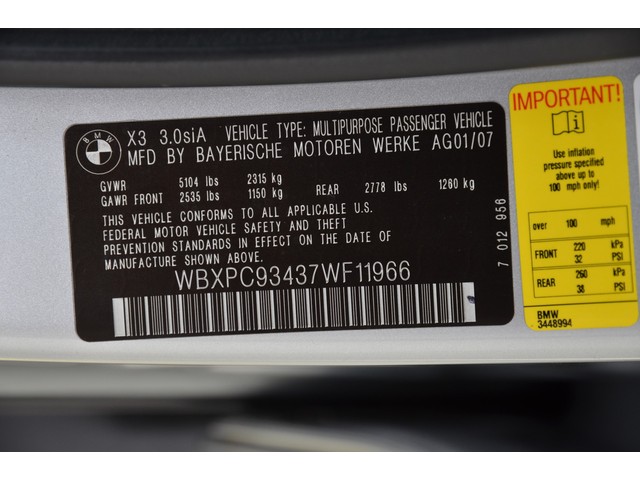 BMW
X3 3.0siA VEHICLE TYPE: MULTIPURPOSE PASSENGER VEHICLE
MFD BY BAYERISCHE MOTOREN WERKE AG01/07
GVWR 5104 lbs 2315 kg
GAWR FRONT 2535 lbs 1150 kg REAR 2778 lbs 1260 kg
THIS VEHICLE CONFORMS TO ALL APPLICABLE U.S.
FEDERAL MOTOR VEHICLE SAFETY AND THEFT
PREVENTION STANDARDS IN EFFECT ON THE DATE OF
MANUFACTURE SHOWN ABOVE.
WBXPC93437WF11966
7 012 956
IMPORTANT!
Use inflation
pressure specified
above up to
100 mph only!
over 100 mph
FRONT 220 kPa
32 PSI
REAR 260 kPa
38 PSI
BMW
3448994